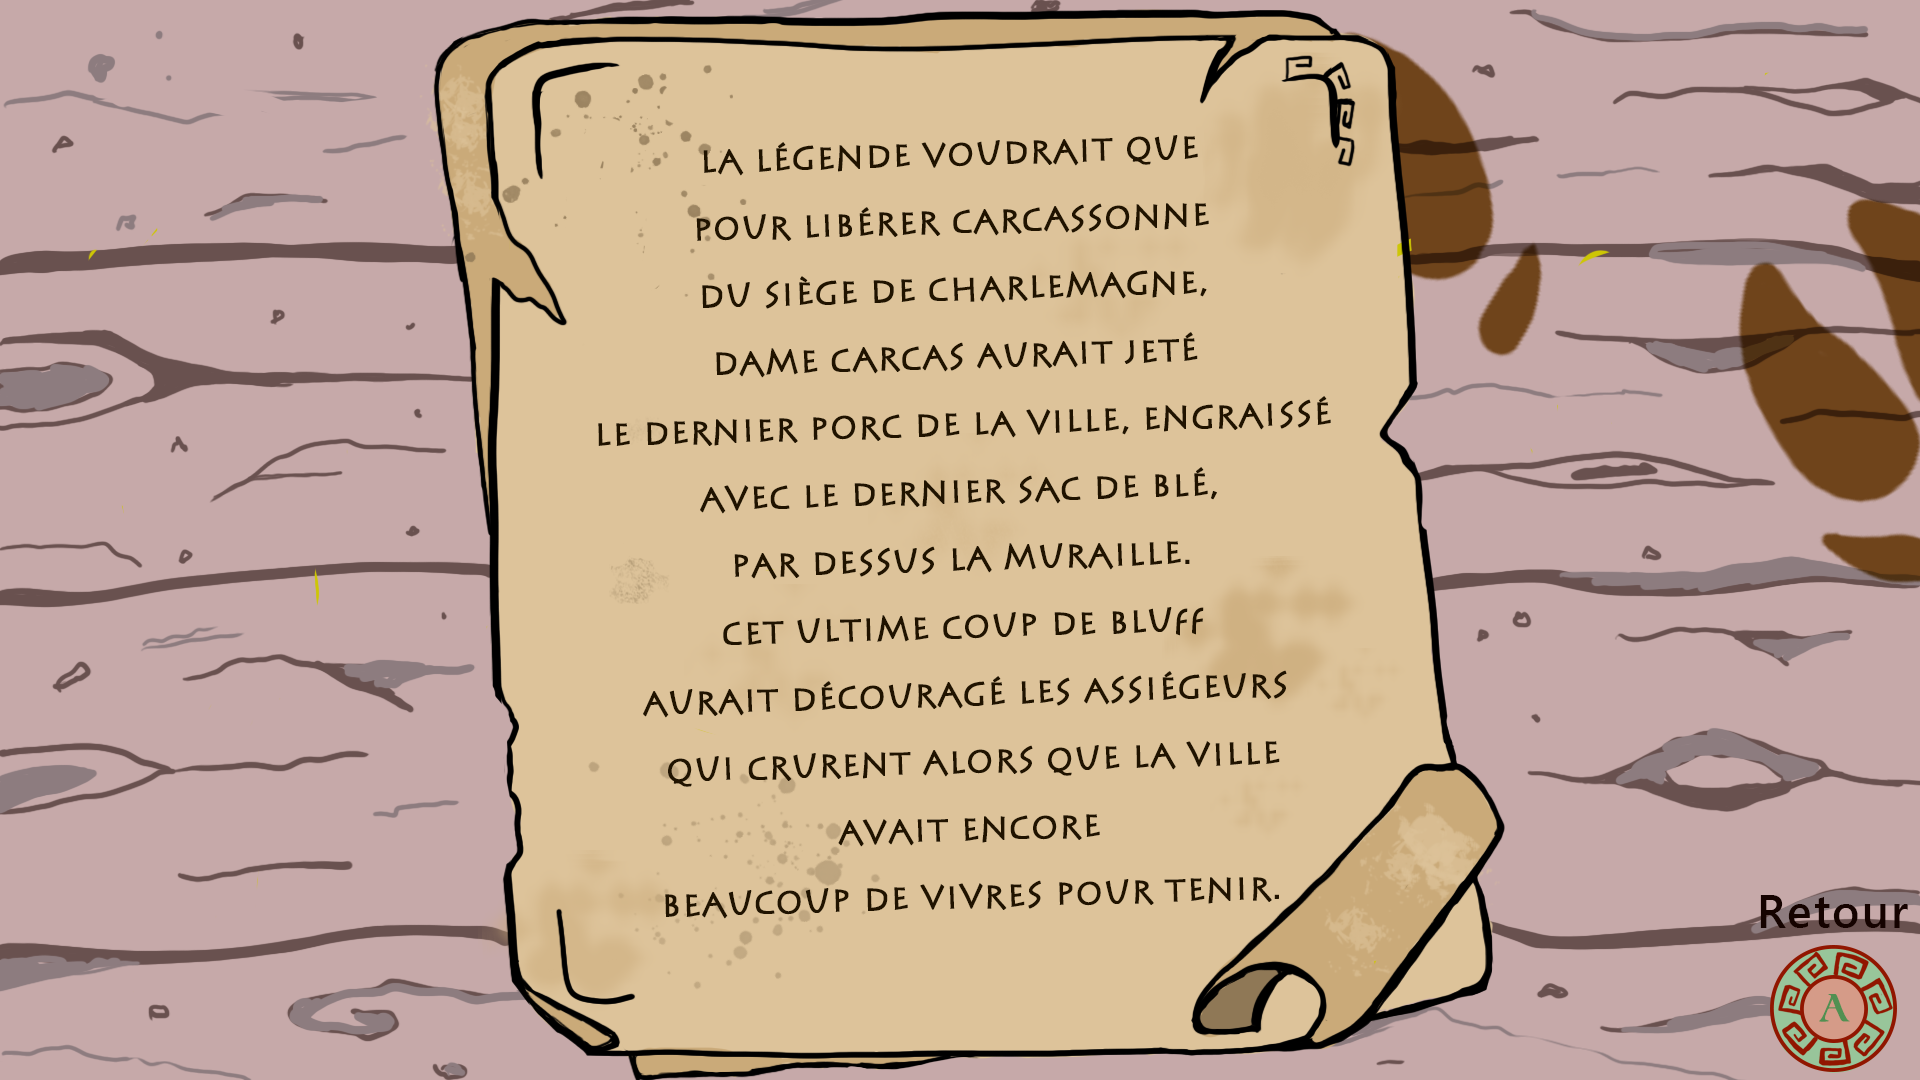 LA LÉGENDE VOUDRAIT QUE
POUR LIBÉRER CARCASSONNE
DU SIÈGE DE CHARLEMAGNE,
DAME CARCAS AURAIT JETÉ
LE DERNIER PORC DE LA VILLE, ENGRAISSÉ
AVEC LE DERNIER SAC DE BLÉ,
PAR DESSUS LA MURAILLE.
CET ULTIME COUP DE BLUFF
AURAIT DÉCOURAGÉ LES ASSIÉGEURS
QUI CRURENT ALORS QUE LA VILLE
AVAIT ENCORE
BEAUCOUP DE VIVRES POUR TENIR.
Retour
A